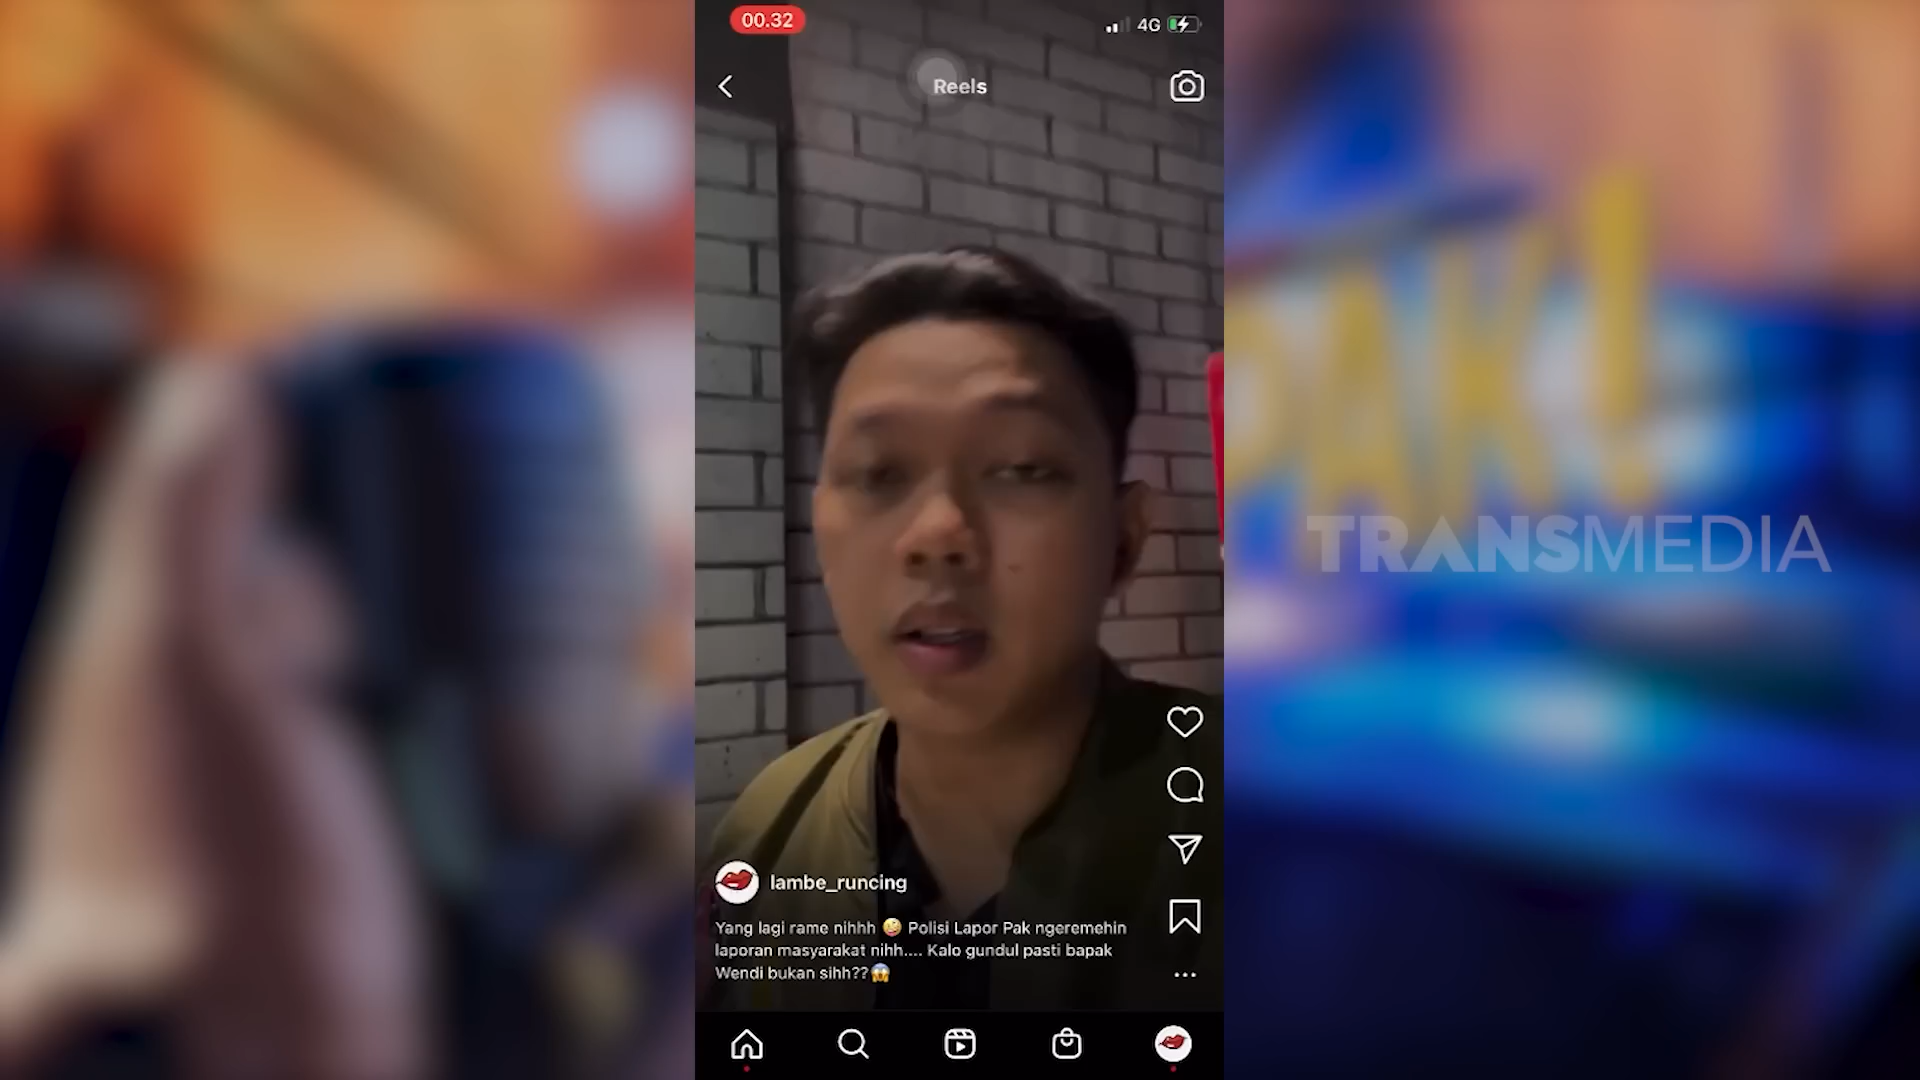 00.32
4G
Reels
PAK!
TRANSMEDIA
lambe_runcing
Yang lagi rame nihhh 🤪 Polisi Lapor Pak ngeremehin
laporan masyarakat nihh.... Kalo gundul pasti bapak
Wendi bukan sihh??😱